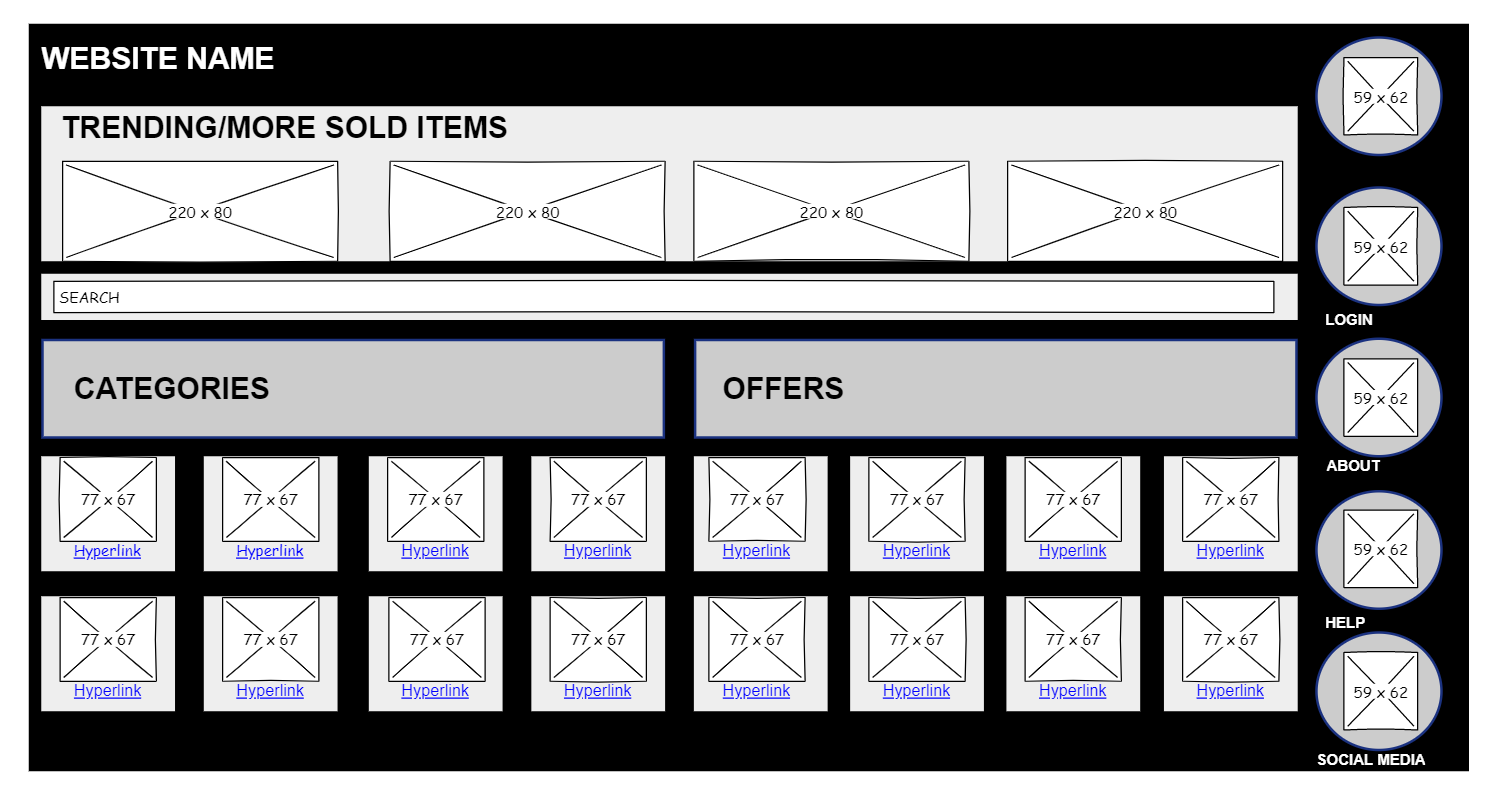 WEBSITE NAME
59 x 62
TRENDING/MORE SOLD ITEMS
220 x 80 220 x 80 220 x 80 220 x 80
59 x 62
SEARCH
LOGIN
CATEGORIES OFFERS
59 x 62
ABOUT
77 x 67 77 x 67 77 x 67 77 x 67 77 x 67 77 x 67 77 x 67 77 x 67
Hyperlink Hyperlink Hyperlink Hyperlink Hyperlink Hyperlink Hyperlink Hyperlink
59 x 62
HELP
77 x 67 77 x 67 77 x 67 77 x 67 77 x 67 77 x 67 77 x 67 77 x 67
Hyperlink Hyperlink Hyperlink Hyperlink Hyperlink Hyperlink Hyperlink Hyperlink
59 x 62
SOCIAL MEDIA